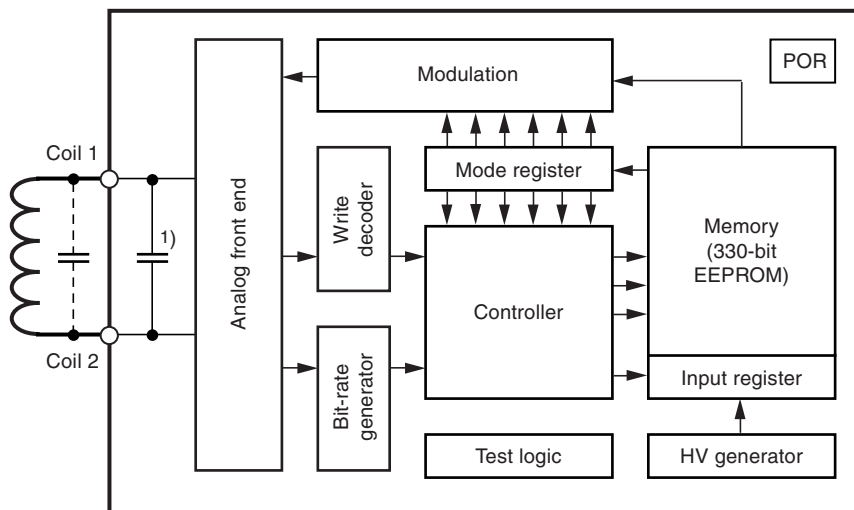 Modulation
POR
Coil 1
Mode register
Analog front end
Write
decoder
1)
Memory
(330-bit
EEPROM)
Controller
Coil 2
Bit-rate
generator
Input register
Test logic
HV generator